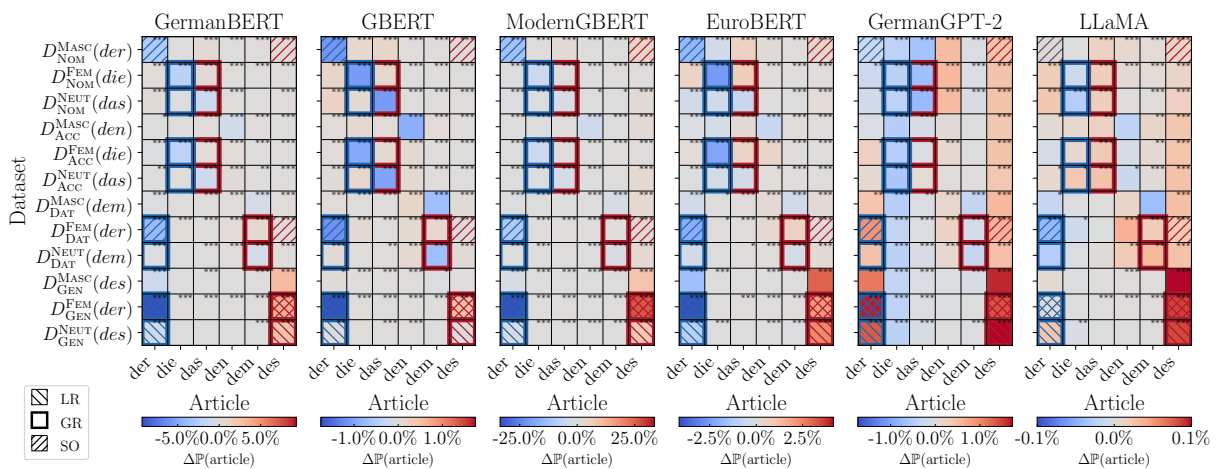 GermanBERT GBERT ModernGBERT EuroBERT GermanGPT-2 LLaMA
Dataset
D^MASC_NOM(der)
D^FEM_NOM(die)
D^NEUT_NOM(das)
D^MASC_ACC(den)
D^FEM_ACC(die)
D^NEUT_ACC(das)
D^MASC_DAT(dem)
D^FEM_DAT(der)
D^NEUT_DAT(dem)
D^MASC_GEN(des)
D^FEM_GEN(der)
D^NEUT_GEN(des)
der die das den dem des der die das den dem des der die das den dem des der die das den dem des der die das den dem des der die das den dem des
Article Article Article Article Article Article
LR
GR
SO
-5.0% 0.0% 5.0% -1.0% 0.0% 1.0% -25.0% 0.0% 25.0% -2.5% 0.0% 2.5% -1.0% 0.0% 1.0% -0.1% 0.0% 0.1%
Δℙ(article) Δℙ(article) Δℙ(article) Δℙ(article) Δℙ(article) Δℙ(article)